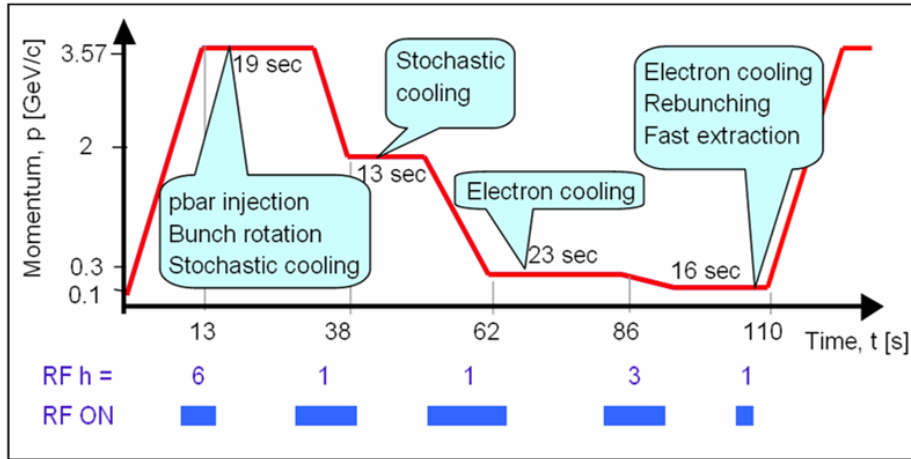 Momentum, p [GeV/c]
3.57
2
0.3
0.1
19 sec
Stochastic
cooling
Electron cooling
Rebunching
Fast extraction
13 sec
pbar injection
Bunch rotation
Stochastic cooling
Electron cooling
23 sec
16 sec
13 38 62 86 110
Time, t [s]
RF h = 6 1 1 3 1
RF ON